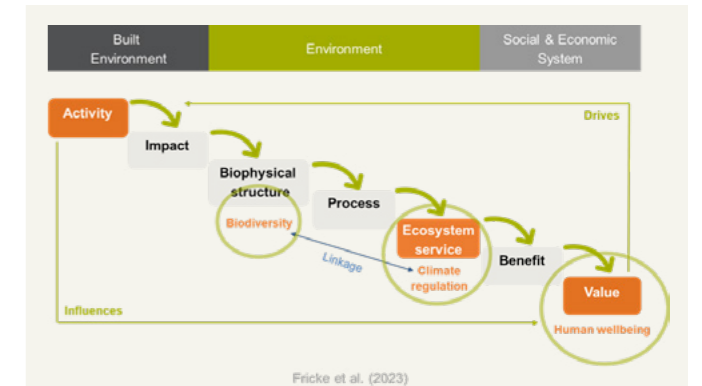 Built
Environment
Environment
Social & Economic
System
Activity
Drives
Impact
Biophysical
structure
Process
Biodiversity
Ecosystem
service
Linkage
Climate
regulation
Benefit
Value
Influences
Human wellbeing
Fricke et al. (2023)